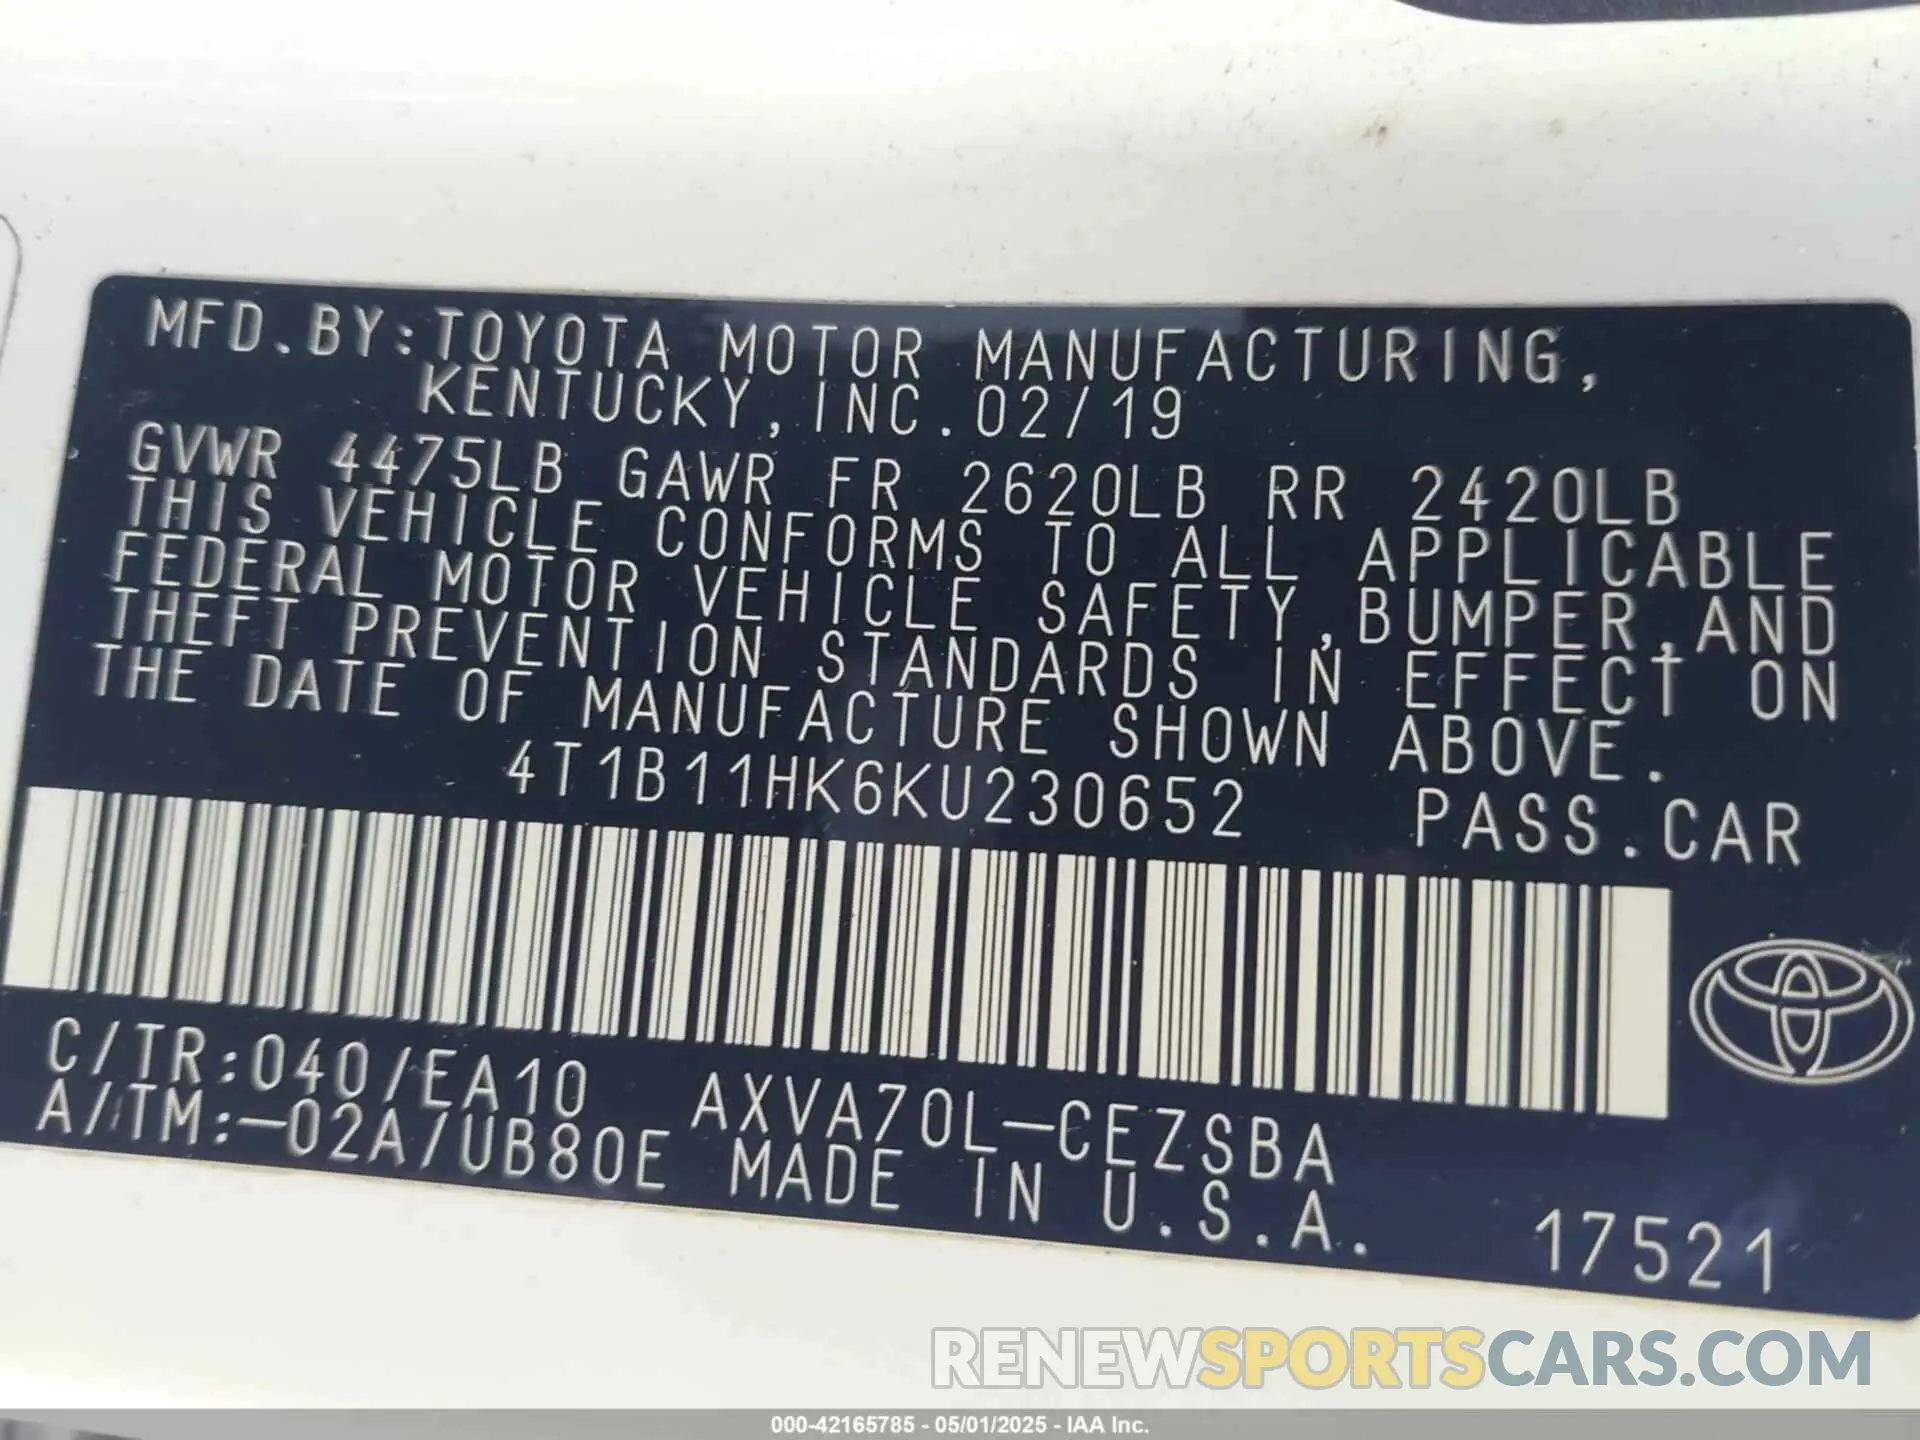 MFD.BY:TOYOTA MOTOR MANUFACTURING,
KENTUCKY,INC.02/19
GVWR 4475LB GAWR FR 2620LB RR 2420LB
THIS VEHICLE CONFORMS TO ALL APPLICABLE
FEDERAL MOTOR VEHICLE SAFETY,BUMPER,AND
THEFT PREVENTION STANDARDS IN EFFECT ON
THE DATE OF MANUFACTURE SHOWN ABOVE.
4T1B11HK6KU230652 PASS.CAR
C/TR:040/EA10 AXVA70L-CEZSBA
A/TM:-02A/UB80E MADE IN U.S.A.
17521
RENEWSPORTSCARS.COM
000-42165785 - 05/01/2025 - IAA Inc.